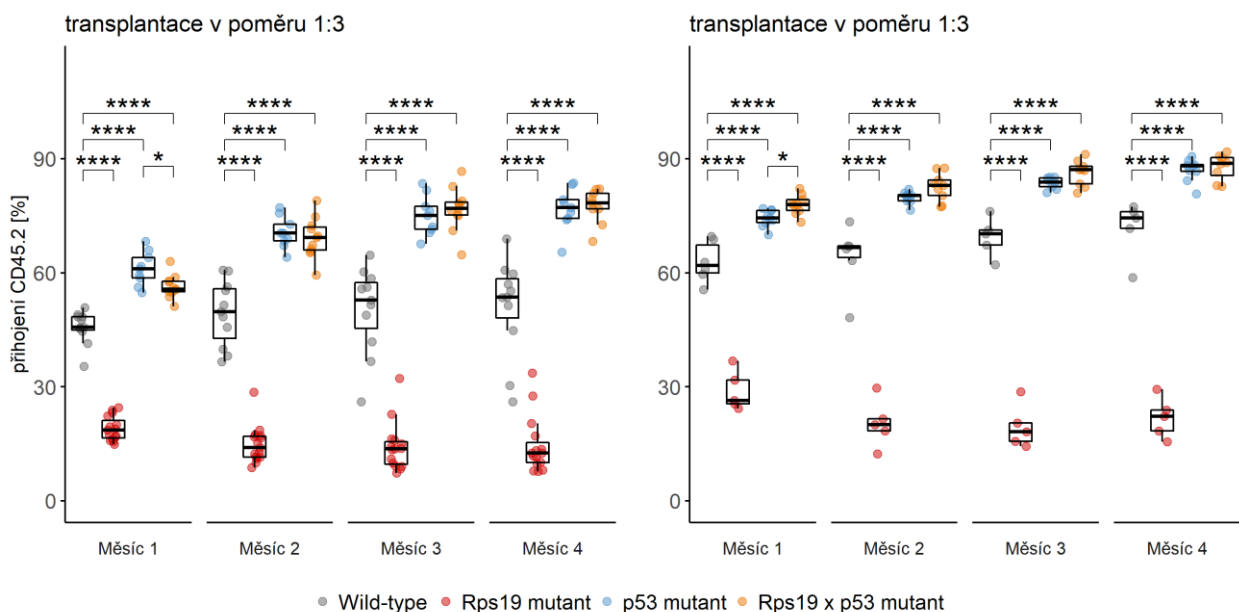 transplantace v poměru 1:3
transplantace v poměru 1:3
přihojení CD45.2 [%]
90
60
30
0
**** **** **** ****
**** **** **** ****
**** * **** **** ****
Měsíc 1 Měsíc 2 Měsíc 3 Měsíc 4
90
60
30
0
**** **** **** ****
**** **** **** ****
**** * **** **** ****
Měsíc 1 Měsíc 2 Měsíc 3 Měsíc 4
Wild-type Rps19 mutant p53 mutant Rps19 x p53 mutant